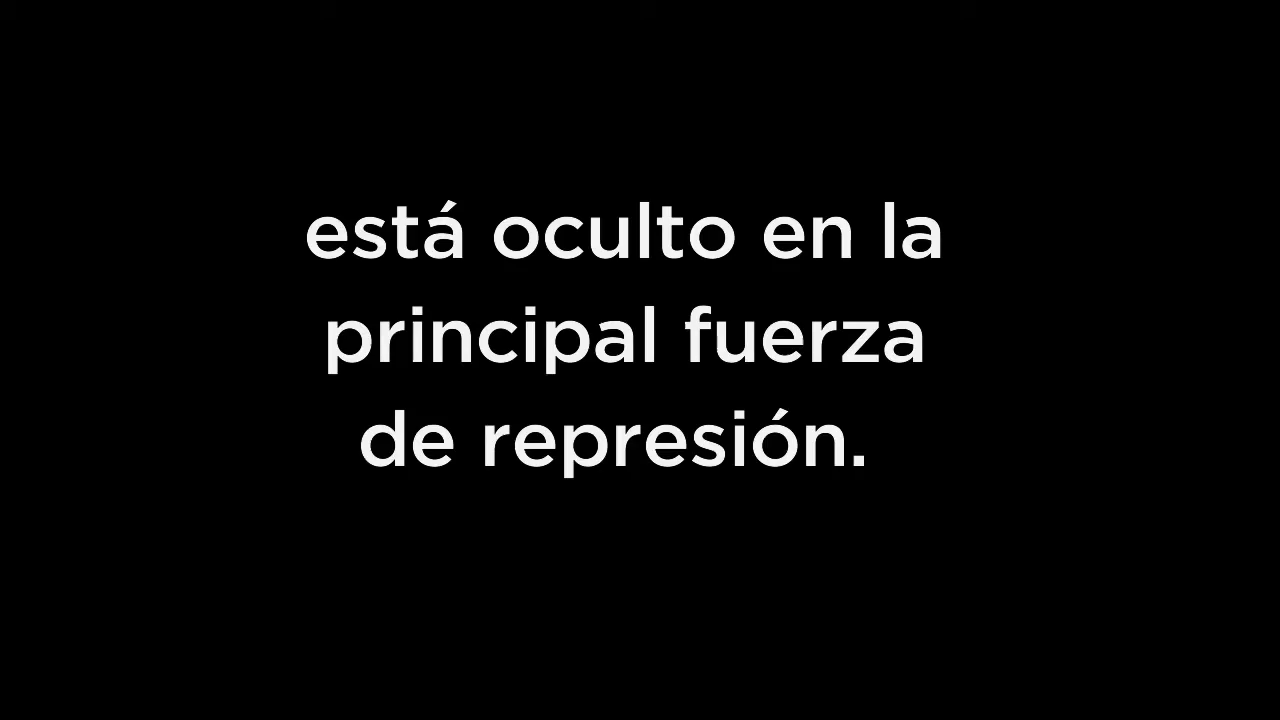 está oculto en la
principal fuerza
de represión.